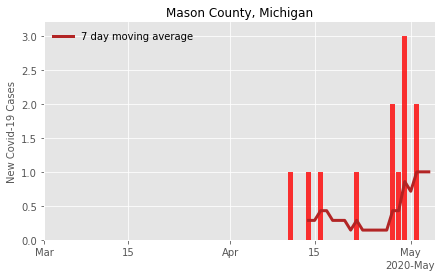 Mason County, Michigan
7 day moving average
New Covid-19 Cases
3.0
2.5
2.0
1.5
1.0
0.5
0.0
Mar
15
Apr
15
May
2020-May